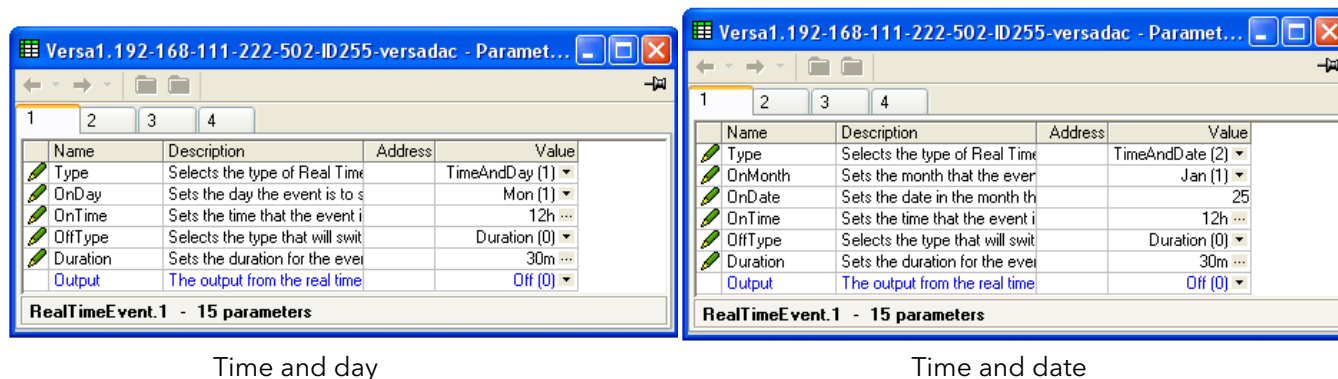 Versa1.192-168-111-222-502-ID255-versadac - Paramet...
1 2 3 4
Name Description Address Value
Type Selects the type of Real Time TimeAndDay (1)
OnDay Sets the day the event is to s Mon (1)
OnTime Sets the time that the event i 12h ...
OffType Selects the type that will swit Duration (0)
Duration Sets the duration for the eve 30m ...
Output The output from the real time Off (0)
RealTimeEvent.1 - 15 parameters
Time and day
Versa1.192-168-111-222-502-ID255-versadac - Paramet...
1 2 3 4
Name Description Address Value
Type Selects the type of Real Time TimeAndDate (2)
OnMonth Sets the month that the ever Jan (1)
OnDate Sets the date in the month th 25
OnTime Sets the time that the event i 12h ...
OffType Selects the type that will swit Duration (0)
Duration Sets the duration for the eve 30m ...
Output The output from the real time Off (0)
RealTimeEvent.1 - 15 parameters
Time and date